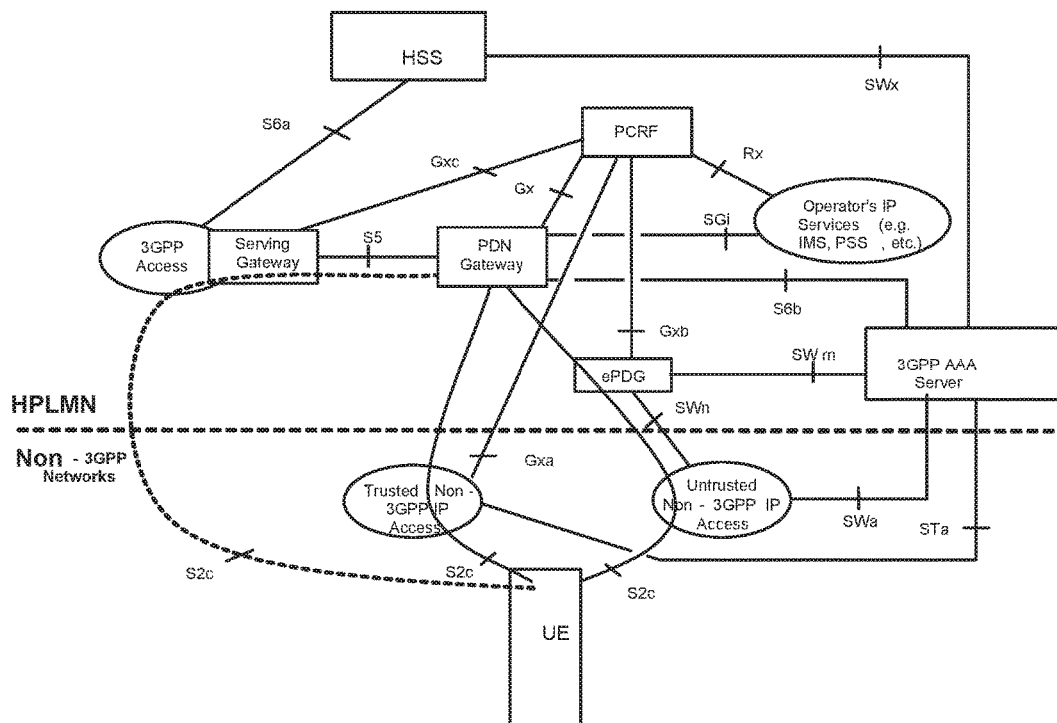 HSS
SWx
S6a
PCRF
Gxc
Rx
Gx
Operator's IP
Services (e.g.
IMS, PSS , etc.)
SGi
3GPP
Access
Serving
Gateway
S5
PDN
Gateway
S6b
Gxb
SW m
3GPP AAA
Server
ePDG
SWn
HPLMN
Non - 3GPP
Networks
Gxa
Trusted Non -
3GPP IP
Access
Untrusted
Non - 3GPP IP
Access
SWa
STa
S2c
S2c
S2c
UE